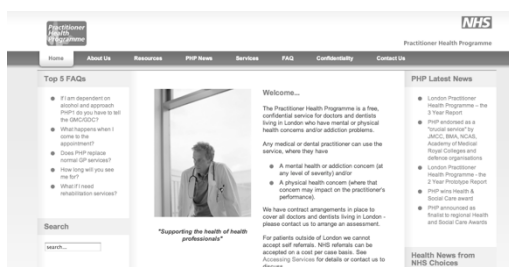 Practitioner
Health
Programme
NHS
Practitioner Health Programme
Home About Us Resources PHP News Services FAQ Confidentiality Contact Us
Top 5 FAQs
If I am dependent on
alcohol and approach
PHP1 do you have to tell
the GMC/GDC?
What happens when I
come to the
appointment?
Does PHP replace
normal GP services?
How long will you see
me for?
What if I need
rehabilitation services?
Search
search...
"Supporting the health of health
professionals"
Welcome...
The Practitioner Health Programme is a free,
confidential service for doctors and dentists
living in London who have mental or physical
health concerns and/or addiction problems.
Any medical or dental practitioner can use the
service, where they have
A mental health or addiction concern (at
any level of severity) and/or
A physical health concern (where that
concern may impact on the practitioner's
performance).
We have contract arrangements in place to
cover all doctors and dentists living in London -
please contact us to arrange an assessment.
For patients outside of London we cannot
accept self referrals. NHS referrals can be
accepted on a cost per case basis. See
Accessing Services for details or contact us to
discuss
PHP Latest News
London Practitioner
Health Programme – the
3 Year Report
PHP endorsed as a
"crucial service" by
JMCC, BMA, NCAS,
Academy of Medical
Royal Colleges and
defence organisations
London Practitioner
Health Programme - the
2 Year Prototype Report
PHP wins Health &
Social Care award
PHP announced as
finalist to regional Health
and Social Care Awards
Health News from
NHS Choices